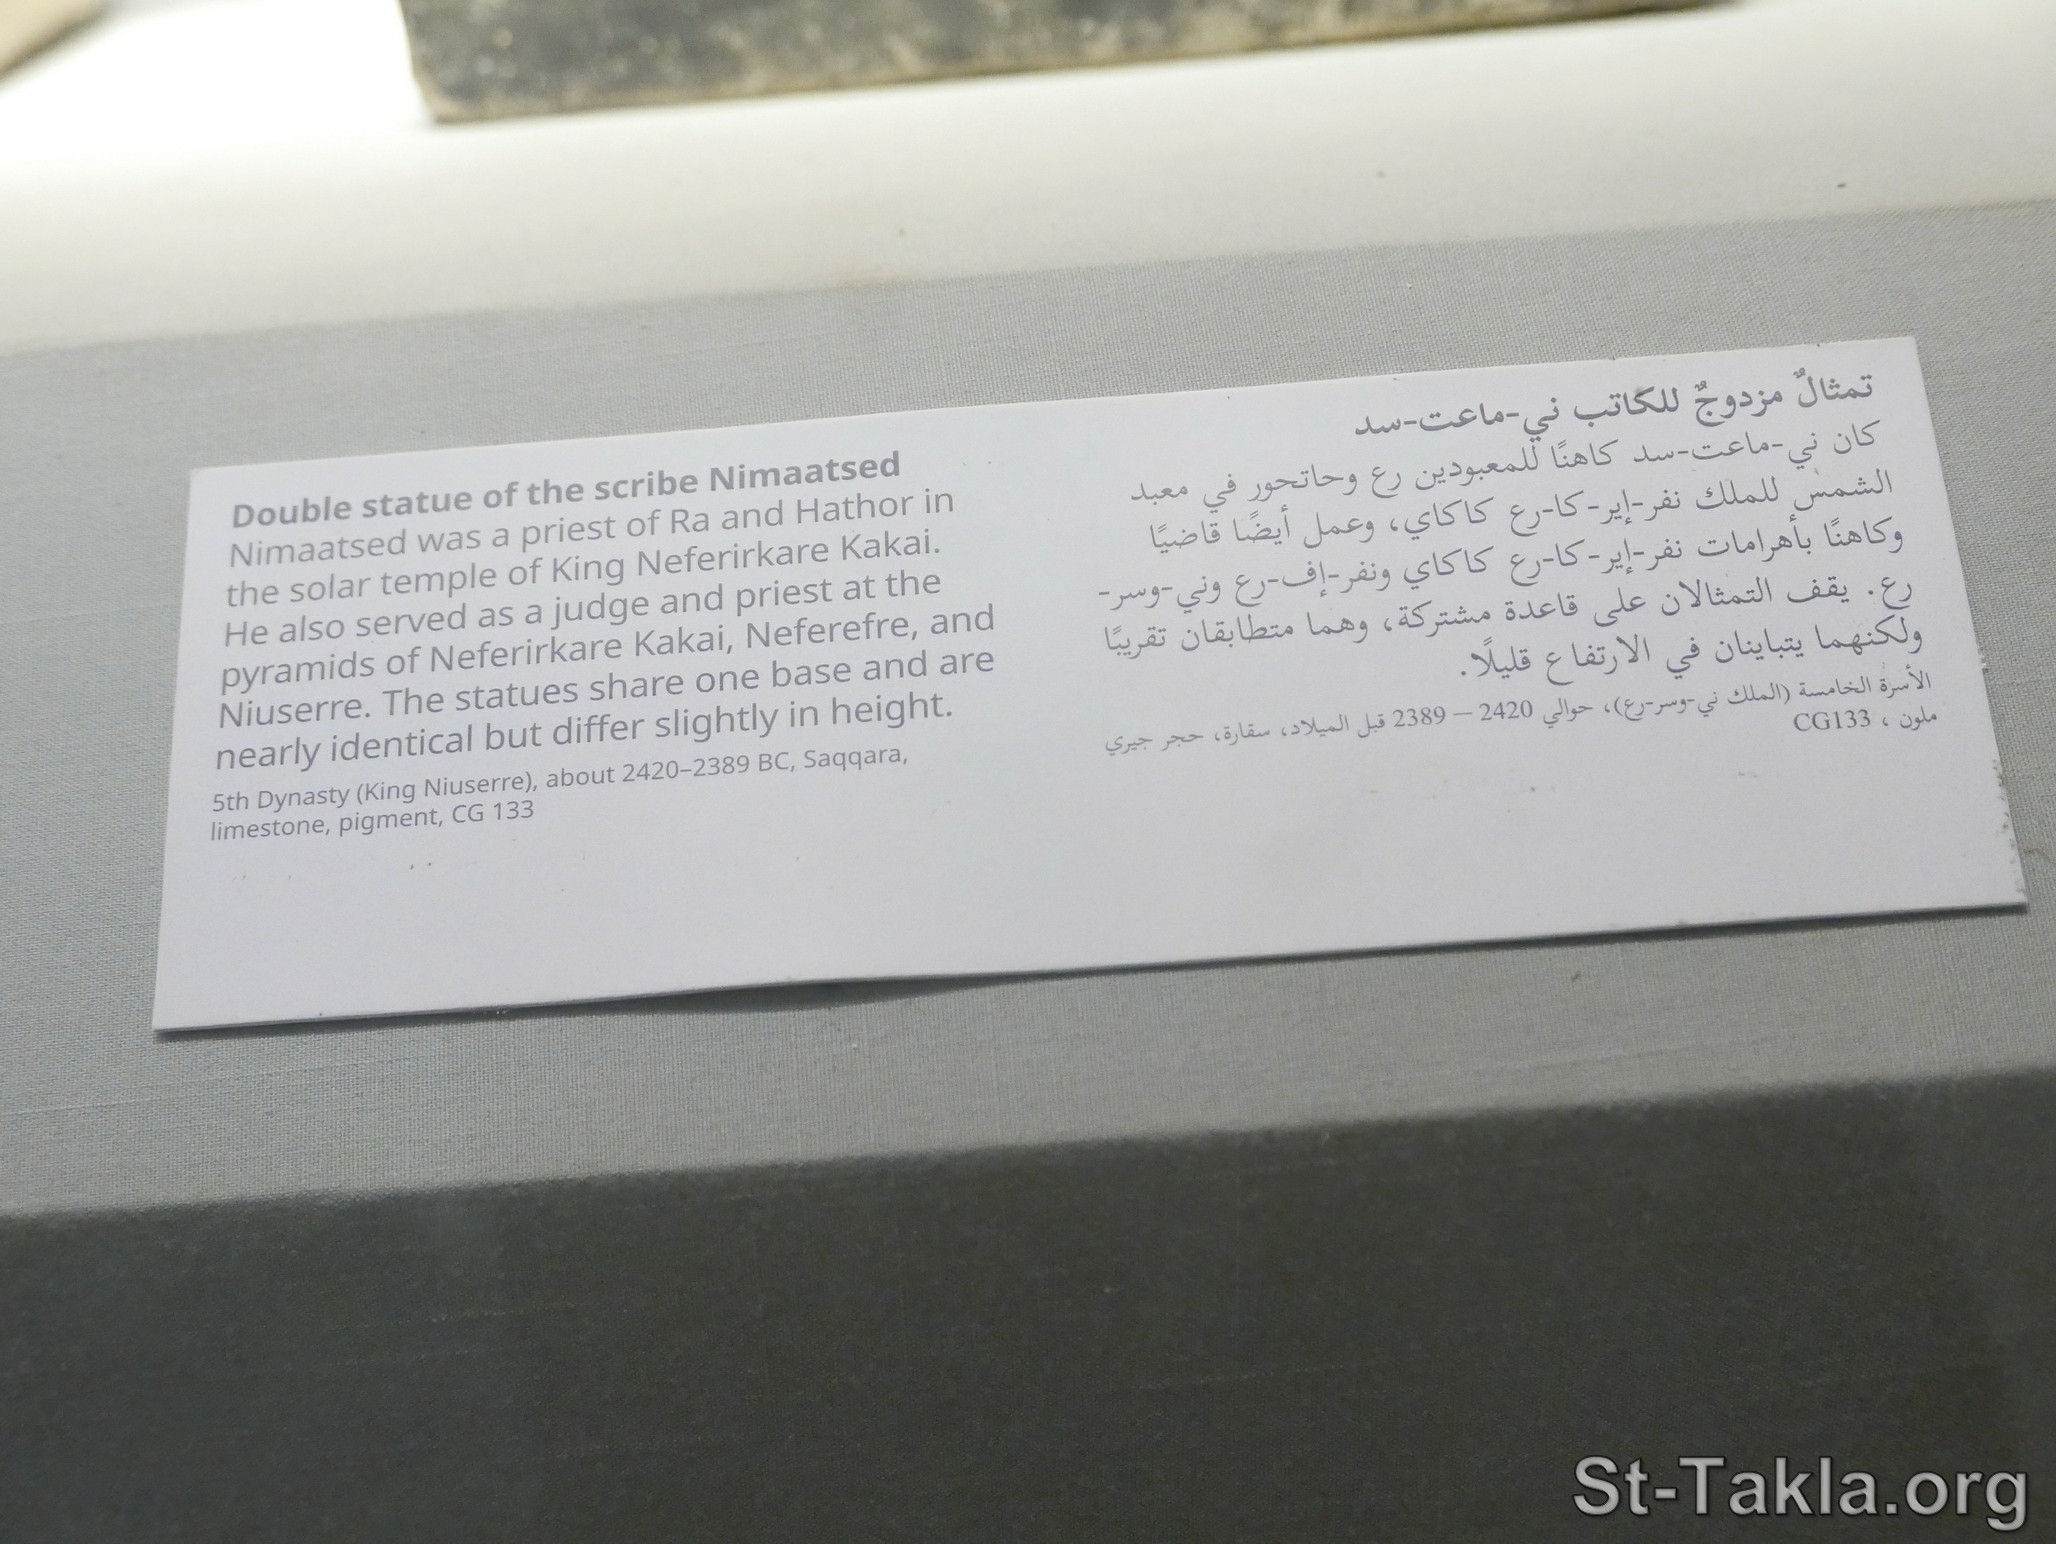 Double statue of the scribe Nimaatsed
Nimaatsed was a priest of Ra and Hathor in
the solar temple of King Neferirkare Kakai.
He also served as a judge and priest at the
pyramids of Neferirkare Kakai, Neferefre, and
Niuserre. The statues share one base and are
nearly identical but differ slightly in height.
5th Dynasty (King Niuserre), about 2420–2389 BC, Saqqara,
limestone, pigment, CG 133
تمثالٌ مزدوجٌ للكاتب ني-ماعت-سد
كان ني-ماعت-سد كاهنًا للمعبودين رع وحاتحور في معبد
الشمس للملك نفر-إير-كا-رع كاكاي، وعمل أيضًا قاضيًا
وكاهنًا بأهرامات نفر-إير-كا-رع كاكاي ونفر-إف-رع وني-وسر-
رع. يقف التمثالان على قاعدة مشتركة، وهما متطابقان تقريبًا
ولكنهما يتباينان في الارتفاع قليلًا.
الأسرة الخامسة (الملك ني-وسر-رع)، حوالي 2420 – 2389 قبل الميلاد، سقارة، حجر جيري
ملون ، CG133
St-Takla.org